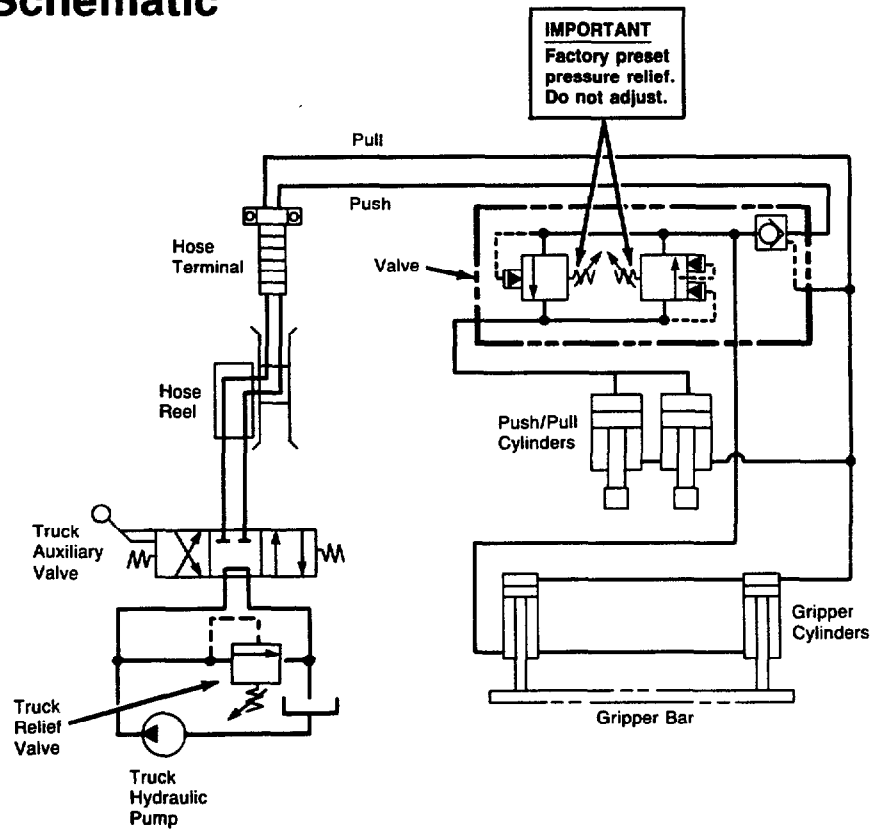 Schematic
IMPORTANT
Factory preset
pressure relief.
Do not adjust.
Pull
Push
Hose
Terminal
Valve
Hose
Reel
Push/Pull
Cylinders
Truck
Auxiliary
Valve
Gripper
Cylinders
Gripper Bar
Truck
Relief
Valve
Truck
Hydraulic
Pump